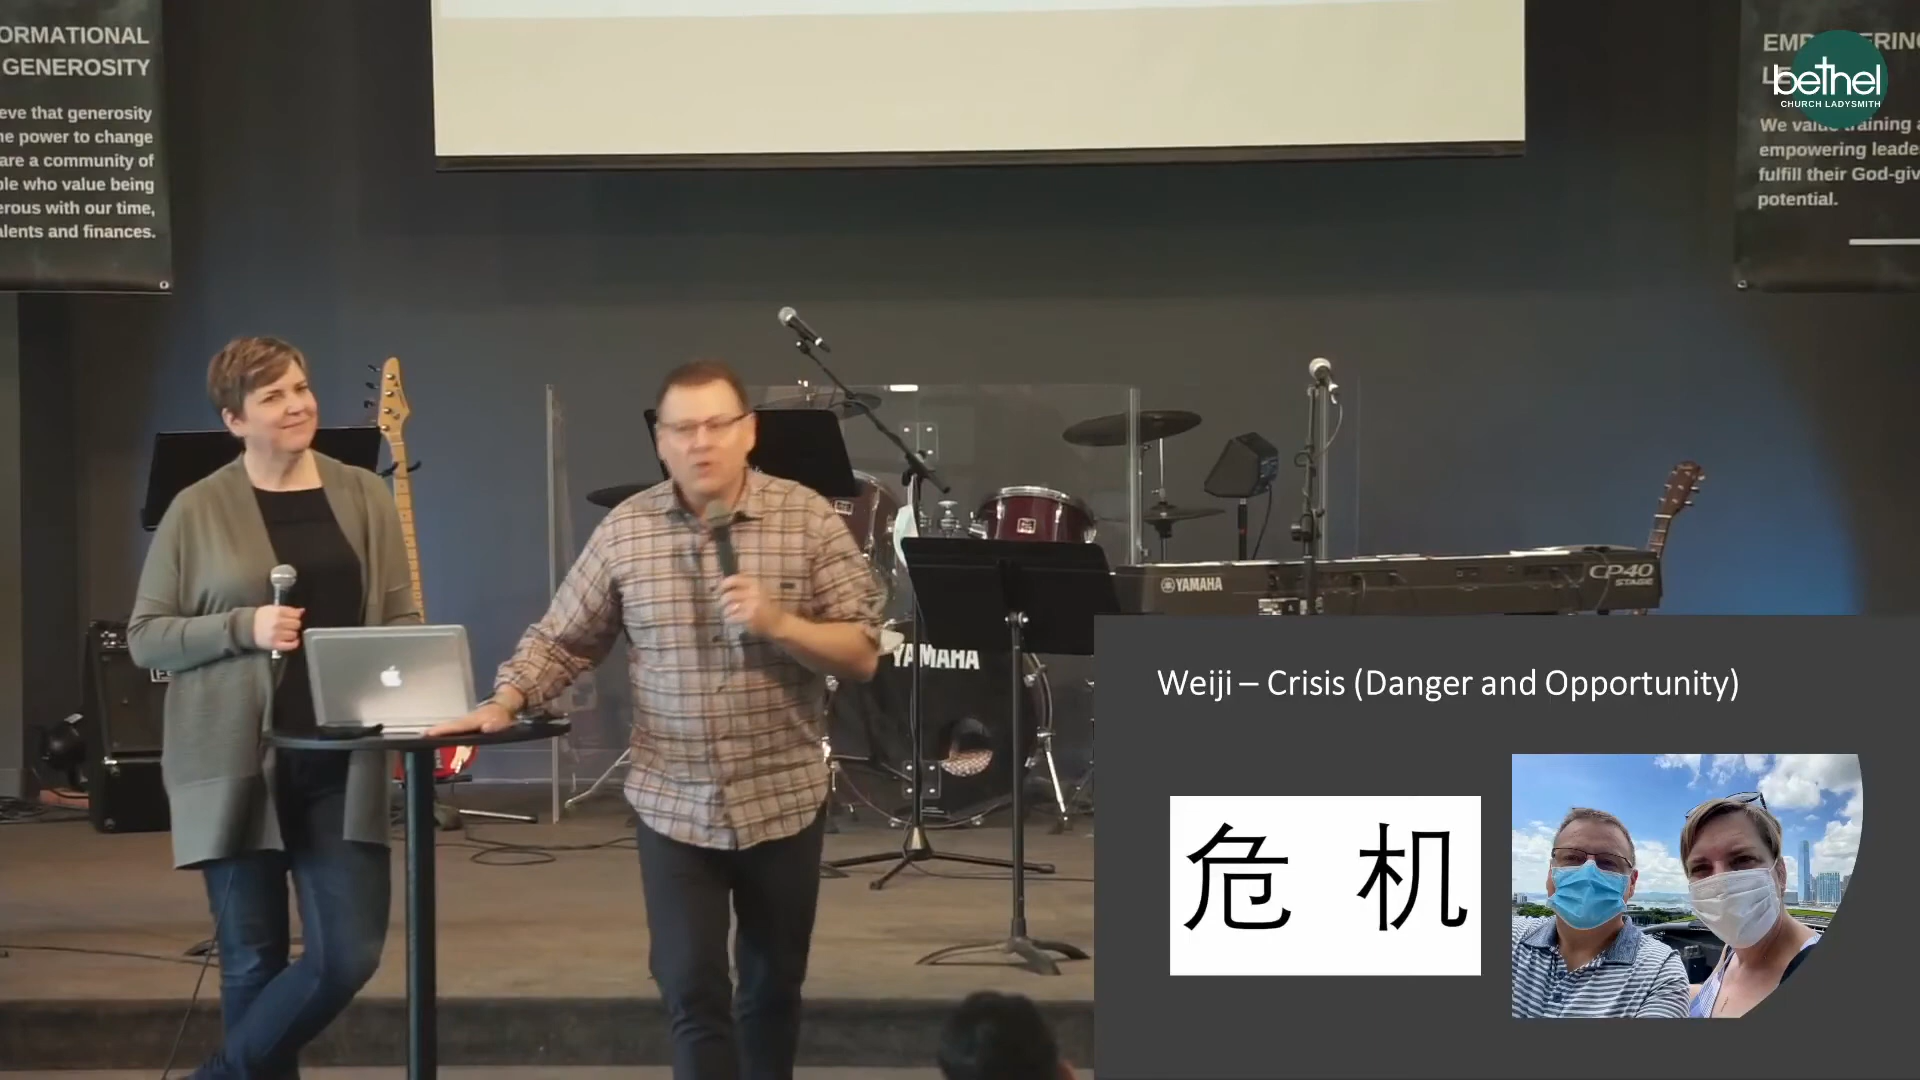 ORMATIONAL
GENEROSITY
eve that generosity
he power to change
are a community of
ple who value being
erous with our time,
alents and finances.
bethel
CHURCH LADYSMITH
We value training
empowering leade
fulfill their God-giv
potential.
YAMAHA
CP40
STAGE
YAMAHA
Weiji – Crisis (Danger and Opportunity)
危 机